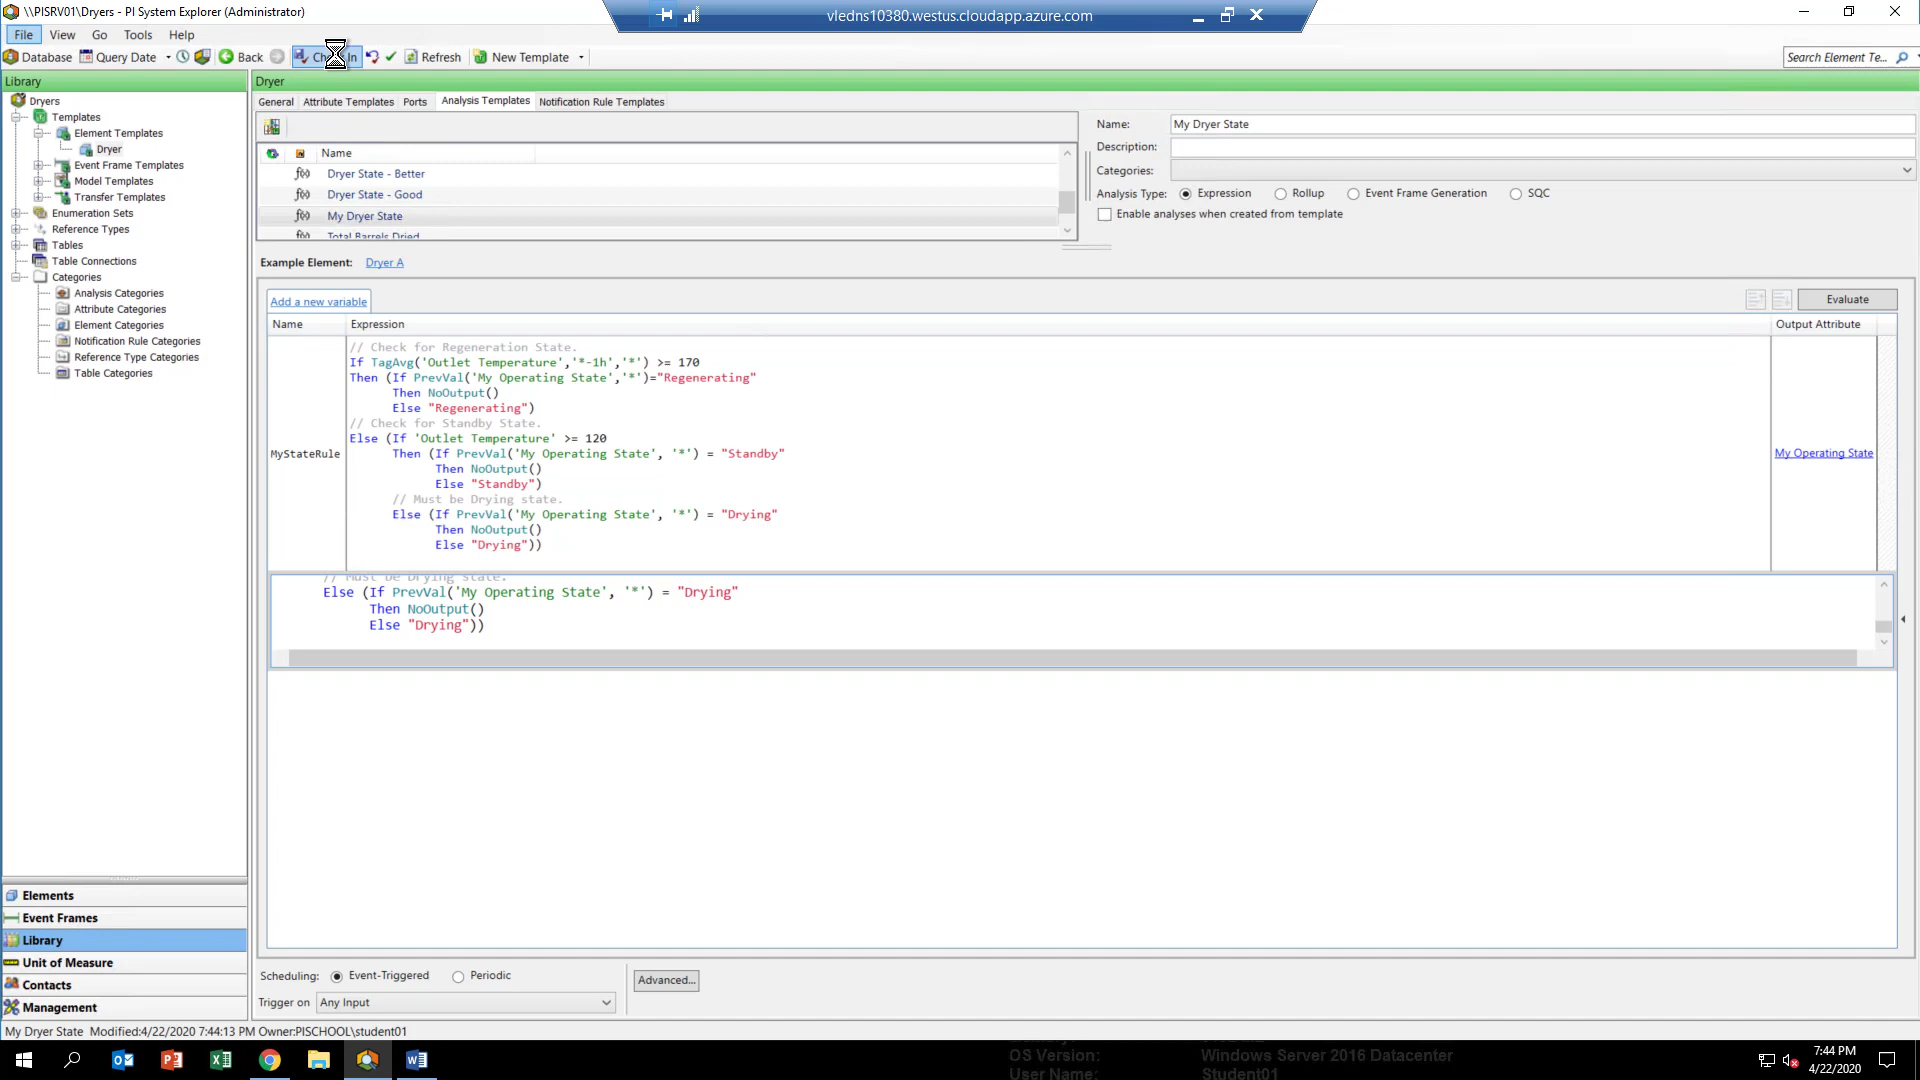 \\PISRV01\Dryers - PI System Explorer (Administrator)
vledns10380.westus.cloudapp.azure.com
File View Go Tools Help
Database Query Date Back Refresh New Template
Search Element Te...
Library
Dryers
Templates
Element Templates
Dryer
Event Frame Templates
Model Templates
Transfer Templates
Enumeration Sets
Reference Types
Tables
Table Connections
Categories
Analysis Categories
Attribute Categories
Element Categories
Notification Rule Categories
Reference Type Categories
Table Categories
Elements
Event Frames
Library
Unit of Measure
Contacts
Management
Dryer
General Attribute Templates Ports Analysis Templates Notification Rule Templates
Name
Dryer State - Better
Dryer State - Good
My Dryer State
Total Barrels Dried
Name: My Dryer State
Description:
Categories:
Analysis Type: Expression Rollup Event Frame Generation SQC
Enable analyses when created from template
Example Element: Dryer A
Add a new variable
Evaluate
Name Expression Output Attribute
MyStateRule
// Check for Regeneration State.
If TagAvg('Outlet Temperature','*-1h','*') >= 170
Then (If PrevVal('My Operating State','*')="Regenerating"
Then NoOutput()
Else "Regenerating")
// Check for Standby State.
Else (If 'Outlet Temperature' >= 120
Then (If PrevVal('My Operating State', '*') = "Standby"
Then NoOutput()
Else "Standby")
// Must be Drying state.
Else (If PrevVal('My Operating State', '*') = "Drying"
Then NoOutput()
Else "Drying"))
My Operating State
// Must be Drying state.
Else (If PrevVal('My Operating State', '*') = "Drying"
Then NoOutput()
Else "Drying"))
Scheduling: Event-Triggered Periodic
Advanced...
Trigger on Any Input
My Dryer State Modified:4/22/2020 7:44:13 PM Owner:PISCHOOL\student01
OS Version: Windows Server 2016 Datacenter
User Name: Student01
7:44 PM
4/22/2020